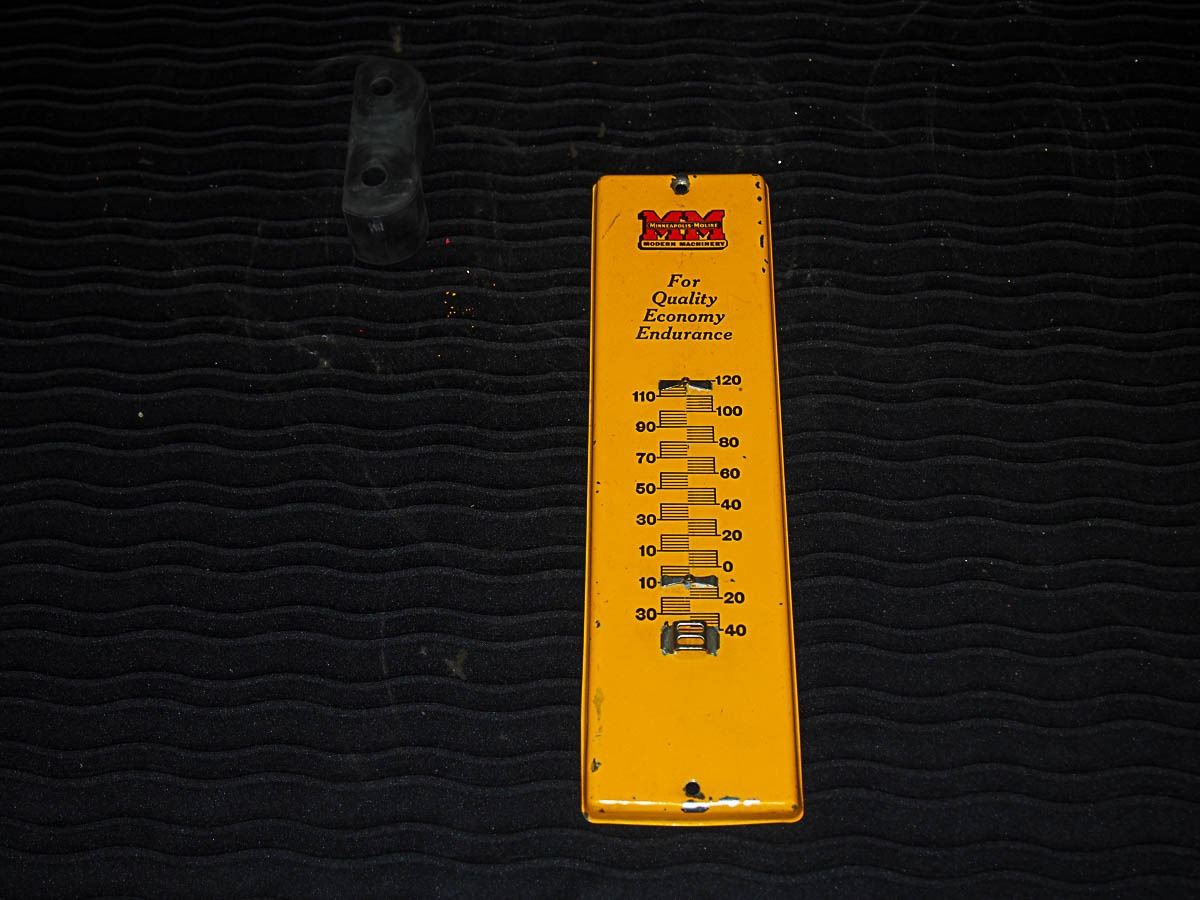 MM
MINNEAPOLIS-MOLINE
MODERN MACHINERY
For
Quality
Economy
Endurance
120
110
100
90
80
70
60
50
40
30
20
10
0
10
20
30
40